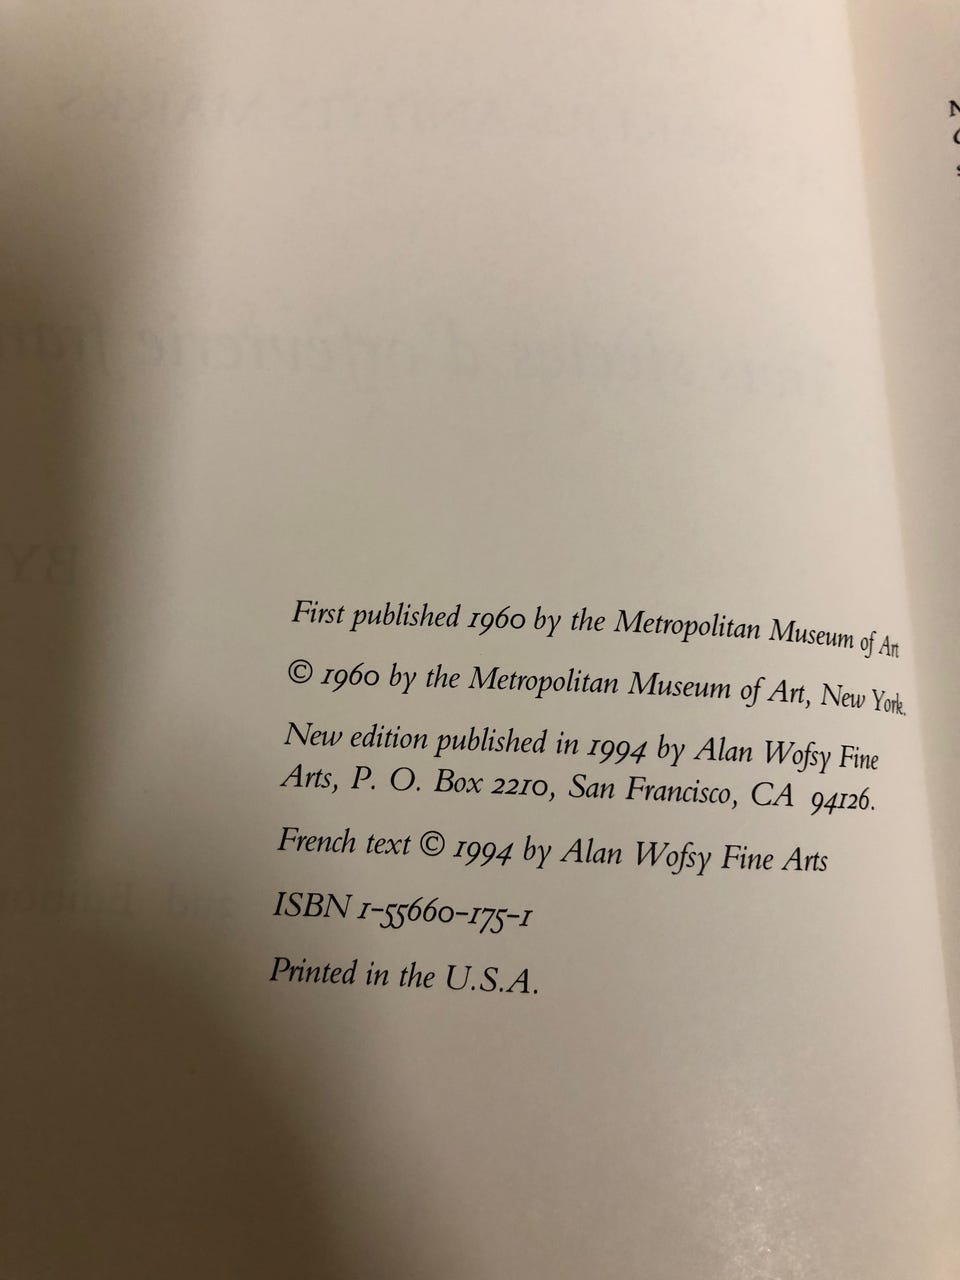 First published 1960 by the Metropolitan Museum of Art
© 1960 by the Metropolitan Museum of Art, New York.
New edition published in 1994 by Alan Wofsy Fine
Arts, P. O. Box 2210, San Francisco, CA 94126.
French text © 1994 by Alan Wofsy Fine Arts
ISBN 1-55660-175-1
Printed in the U.S.A.